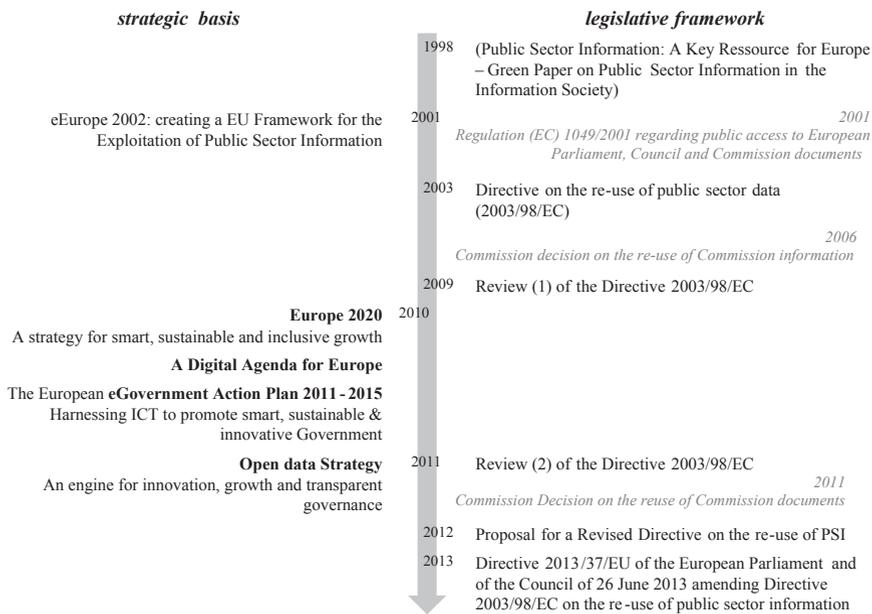 strategic basis
legislative framework
1998
(Public Sector Information: A Key Ressource for Europe
– Green Paper on Public Sector Information in the
Information Society)
eEurope 2002: creating a EU Framework for the
Exploitation of Public Sector Information
2001
2001
Regulation (EC) 1049/2001 regarding public access to European
Parliament, Council and Commission documents
2003
Directive on the re-use of public sector data
(2003/98/EC)
2006
Commission decision on the re-use of Commission information
2009
Review (1) of the Directive 2003/98/EC
Europe 2020
2010
A strategy for smart, sustainable and inclusive growth
A Digital Agenda for Europe
The European eGovernment Action Plan 2011-2015
Harnessing ICT to promote smart, sustainable &
innovative Government
Open data Strategy
An engine for innovation, growth and transparent
governance
2011
Review (2) of the Directive 2003/98/EC
2011
Commission Decision on the reuse of Commission documents
2012
Proposal for a Revised Directive on the re-use of PSI
2013
Directive 2013/37/EU of the European Parliament and
of the Council of 26 June 2013 amending Directive
2003/98/EC on the re-use of public sector information